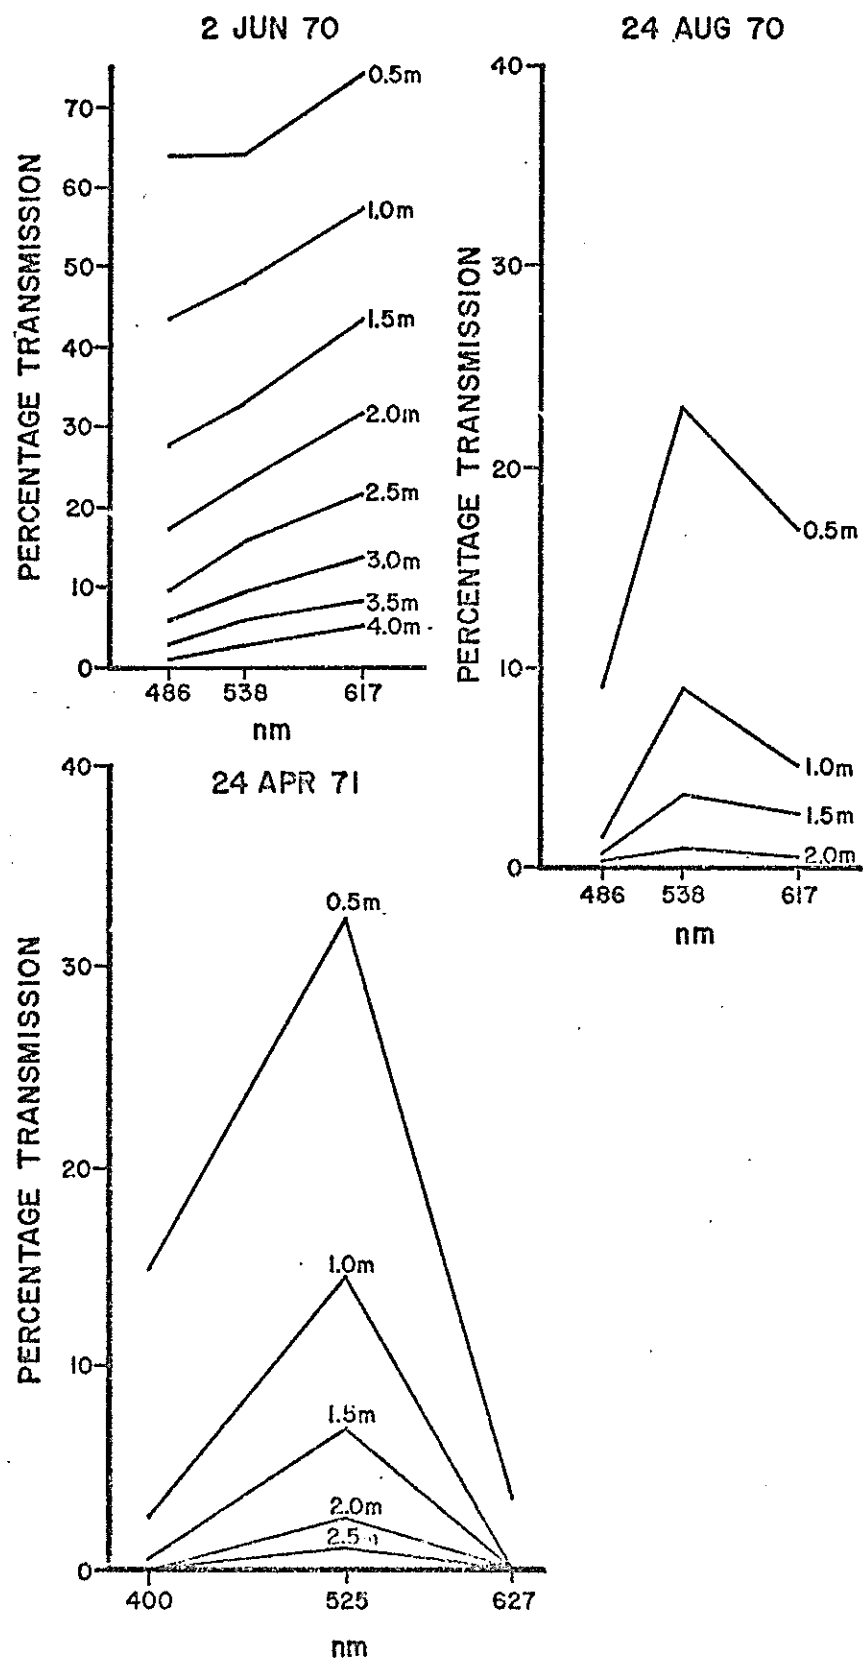 2 JUN 70
PERCENTAGE TRANSMISSION
70
60
50
40
30
20
10
0
0.5m
1.0m
1.5m
2.0m
2.5m
3.0m
3.5m
4.0m
486 538 617
nm
24 AUG 70
PERCENTAGE TRANSMISSION
40
30
20
10
0
0.5m
1.0m
1.5m
2.0m
486 538 617
nm
24 APR 71
PERCENTAGE TRANSMISSION
40
30
20
10
0
0.5m
1.0m
1.5m
2.0m
2.5m
400 525 627
nm